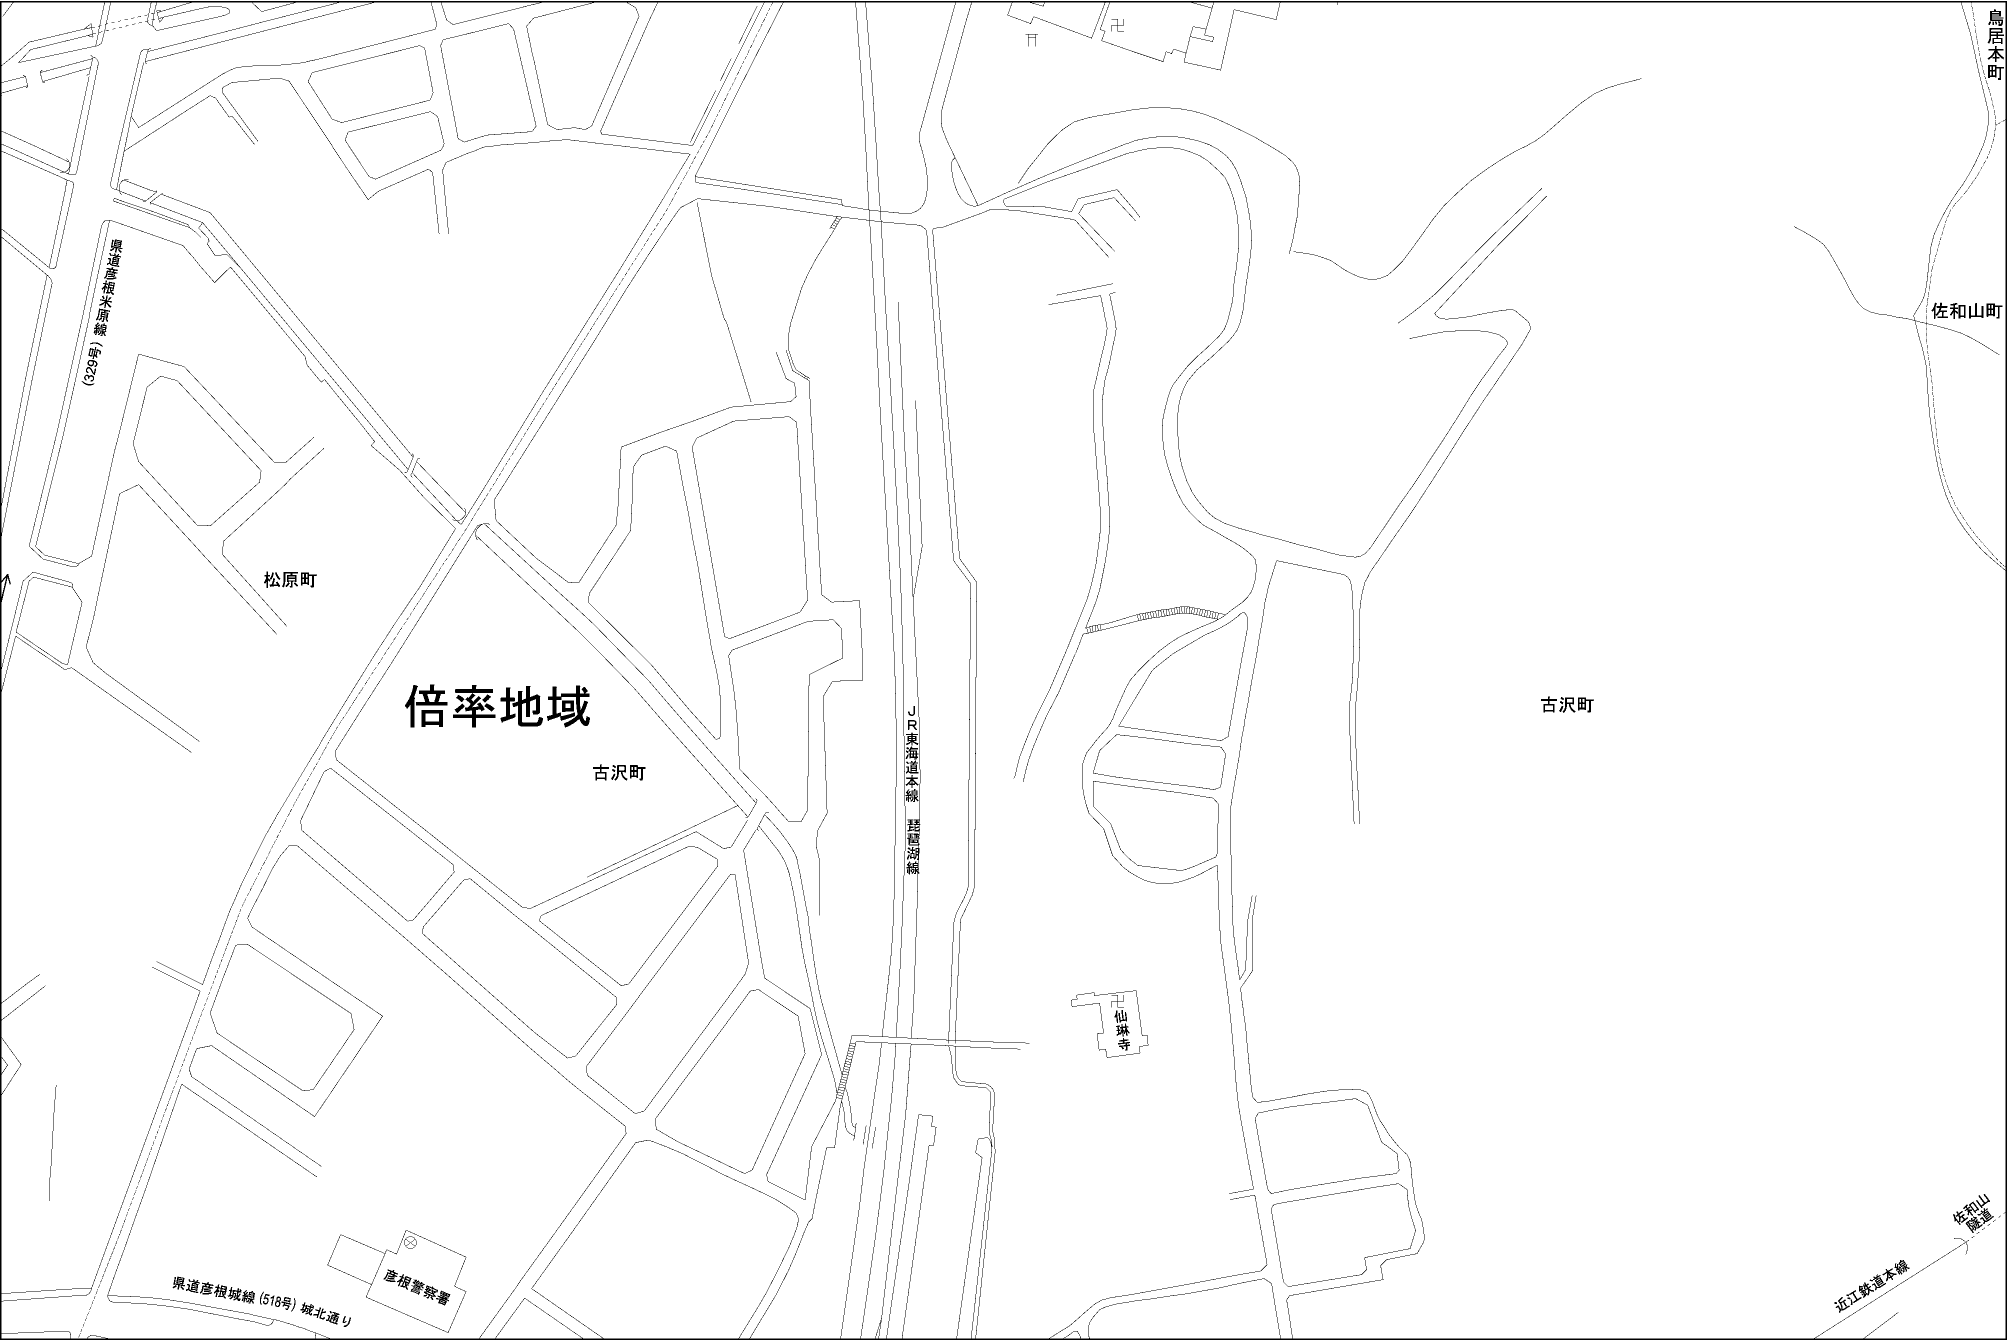 鳥居本町
県道彦根米原線
(329号)
佐和山町
松原町
倍率地域
古沢町
古沢町
JR東海道本線 琵琶湖線
仙琳寺
佐和山
隧道
近江鉄道本線
彦根警察署
県道彦根城線(518号)城北通り